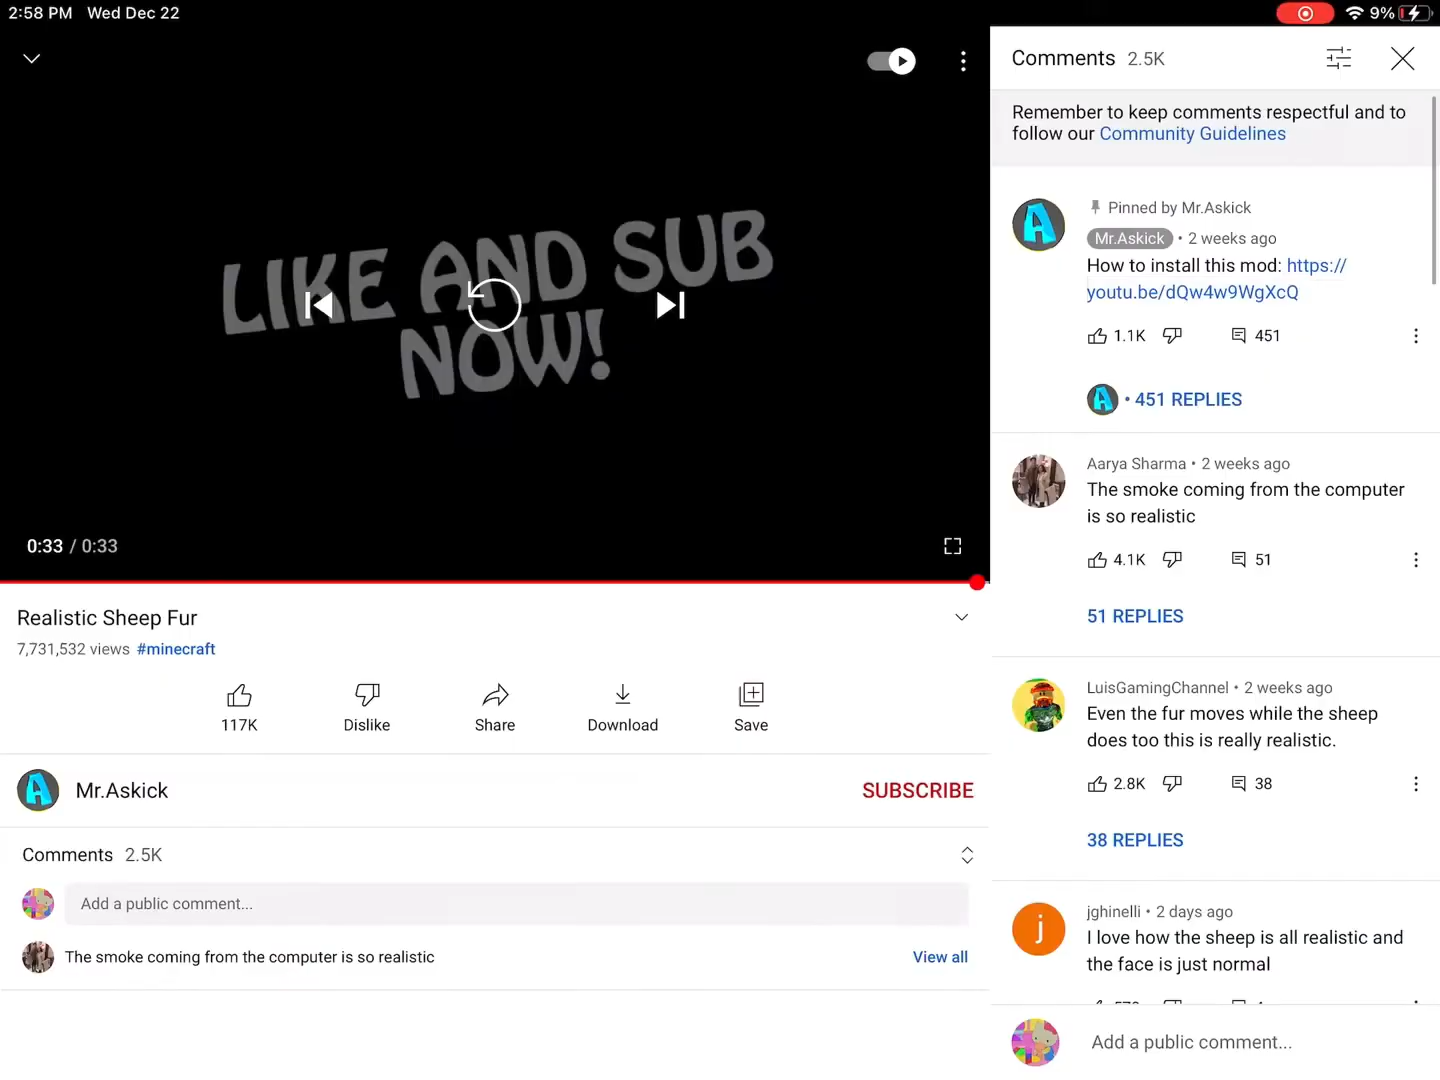 2:58 PM Wed Dec 22
9%
LIKE AND SUB
NOW!
0:33 / 0:33
Realistic Sheep Fur
7,731,532 views #minecraft
117K
Dislike
Share
Download
Save
A
Mr.Askick
SUBSCRIBE
Comments 2.5K
Add a public comment...
The smoke coming from the computer is so realistic
View all
Comments 2.5K
Remember to keep comments respectful and to
follow our Community Guidelines
A
Pinned by Mr.Askick
Mr.Askick • 2 weeks ago
How to install this mod: https://
youtu.be/dQw4w9WgXcQ
1.1K
451
A
• 451 REPLIES
Aarya Sharma • 2 weeks ago
The smoke coming from the computer
is so realistic
4.1K
51
51 REPLIES
LuisGamingChannel • 2 weeks ago
Even the fur moves while the sheep
does too this is really realistic.
2.8K
38
38 REPLIES
j
jghinelli • 2 days ago
I love how the sheep is all realistic and
the face is just normal
Add a public comment...